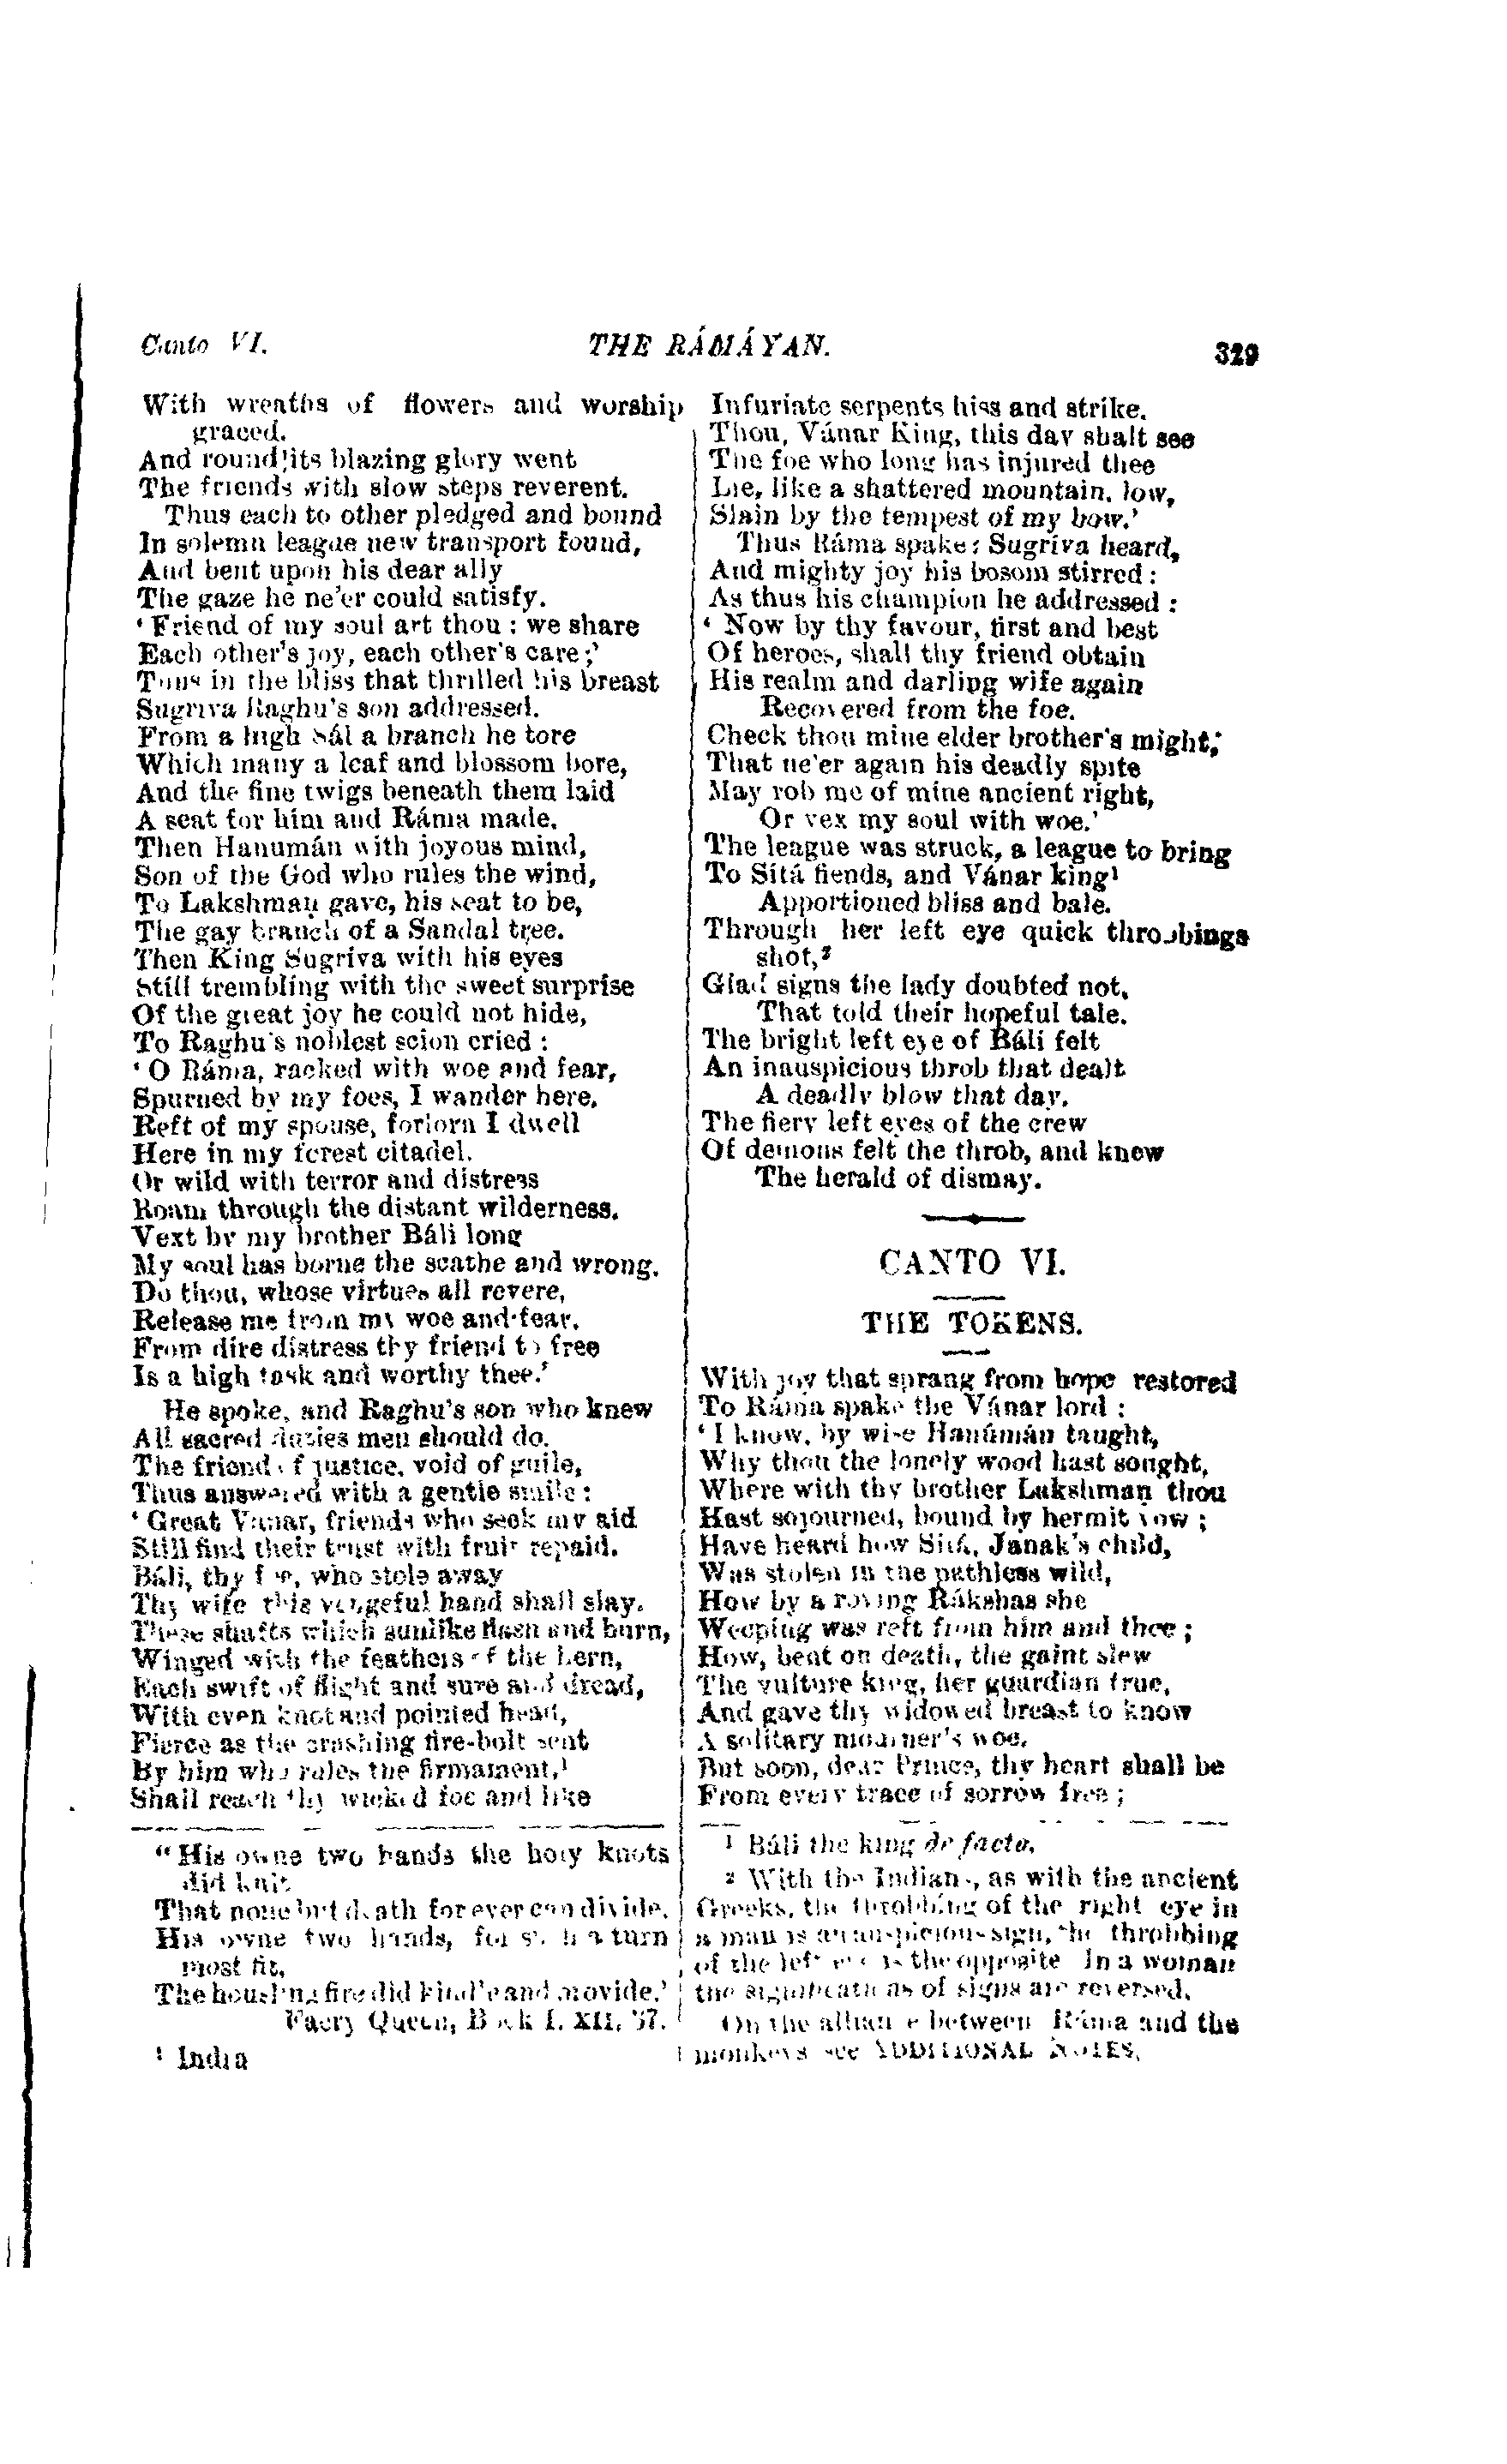 Canto VI.
THE RÁMÁYAN.
329
With wreaths of flowers and worship
graced.
And round its blazing glory went
The friends with slow steps reverent.
Thus each to other pledged and bound
In solemn league new transport found,
And bent upon his dear ally
The gaze he ne'er could satisfy.
'Friend of my soul art thou: we share
Each other's joy, each other's care;'
Thus in the bliss that thrilled his breast
Sugriva Raghu's son addressed.
From a high Sál a branch he tore
Which many a leaf and blossom bore,
And the fine twigs beneath them laid
A seat for him and Ráma made.
Then Hanumán with joyous mind,
Son of the God who rules the wind,
To Lakshmaṇ gave, his seat to be,
The gay branch of a Sandal tree.
Then King Sugriva with his eyes
Still trembling with the sweet surprise
Of the great joy he could not hide,
To Raghu's noblest scion cried:
'O Ráma, racked with woe and fear,
Spurned by my foes, I wander here.
Reft of my spouse, forlorn I dwell
Here in my forest citadel.
Or wild with terror and distress
Roam through the distant wilderness.
Vext by my brother Báli long
My soul has borne the scathe and wrong.
Do thou, whose virtues all revere,
Release me from my woe and fear.
From dire distress thy friend to free
Is a high task and worthy thee.'
He spoke, and Raghu's son who knew
All sacred duties men should do.
The friend of justice, void of guile,
Thus answered with a gentle smile:
'Great Vánar, friends who seek my aid
Still find their trust with fruit repaid.
Báli, thy foe, who stole away
Thy wife this vengeful hand shall slay.
These shafts which sunlike flash and burn,
Winged with the feathers of the hern,
Each swift of flight and sure and dread,
With even knot and pointed head,
Fierce as the crashing fire-bolt sent
By him who rules the firmament,¹
Shall reach thy wicked foe and like
"His owne two hands the holy knots
did knit
That none but death for ever can divide.
His owne two hands, for such a turn
most fit,
The housling fire did kindle and provide.'
Faery Queen, Book I. XII. 37.
¹ India
Infuriate serpents hiss and strike.
Thou, Vánar King, this day shalt see
The foe who long has injured thee
Lie, like a shattered mountain, low,
Slain by the tempest of my bow.'
Thus Ráma spake: Sugríva heard,
And mighty joy his bosom stirred:
As thus his champion he addressed:
'Now by thy favour, first and best
Of heroes, shall thy friend obtain
His realm and darling wife again
Recovered from the foe.
Check thou mine elder brother's might;
That ne'er again his deadly spite
May rob me of mine ancient right,
Or vex my soul with woe.'
The league was struck, a league to bring
To Sítá fiends, and Vánar king¹
Apportioned bliss and bale.
Through her left eye quick throbbings
shot,²
Glad signs the lady doubted not,
That told their hopeful tale.
The bright left eye of Báli felt
An inauspicious throb that dealt
A deadly blow that day.
The fiery left eyes of the crew
Of demons felt the throb, and knew
The herald of dismay.
CANTO VI.
THE TOKENS.
With joy that sprang from hope restored
To Ráma spake the Vánar lord:
'I know, by wise Hanúmán taught,
Why thou the lonely wood hast sought,
Where with thy brother Lakshmaṇ thou
Hast sojourned, bound by hermit vow;
Have heard how Sítá, Janak's child,
Was stolen in the pathless wild,
How by a roving Rákshas she
Weeping was reft from him and thee;
How, bent on death, the gaint slew
The vulture king, her guardian true,
And gave thy widowed breast to know
A solitary mourner's woe.
But soon, dear Prince, thy heart shall be
From every trace of sorrow free;
¹ Báli the king de facto.
² With the Indians, as with the ancient
Greeks, the throbbing of the right eye in
a man is an auspicious sign, the throbbing
of the left eye is the opposite In a woman
the significations of signs are reversed.
On the alliance between Ráma and the
monkeys see ADDITIONAL NOTES.